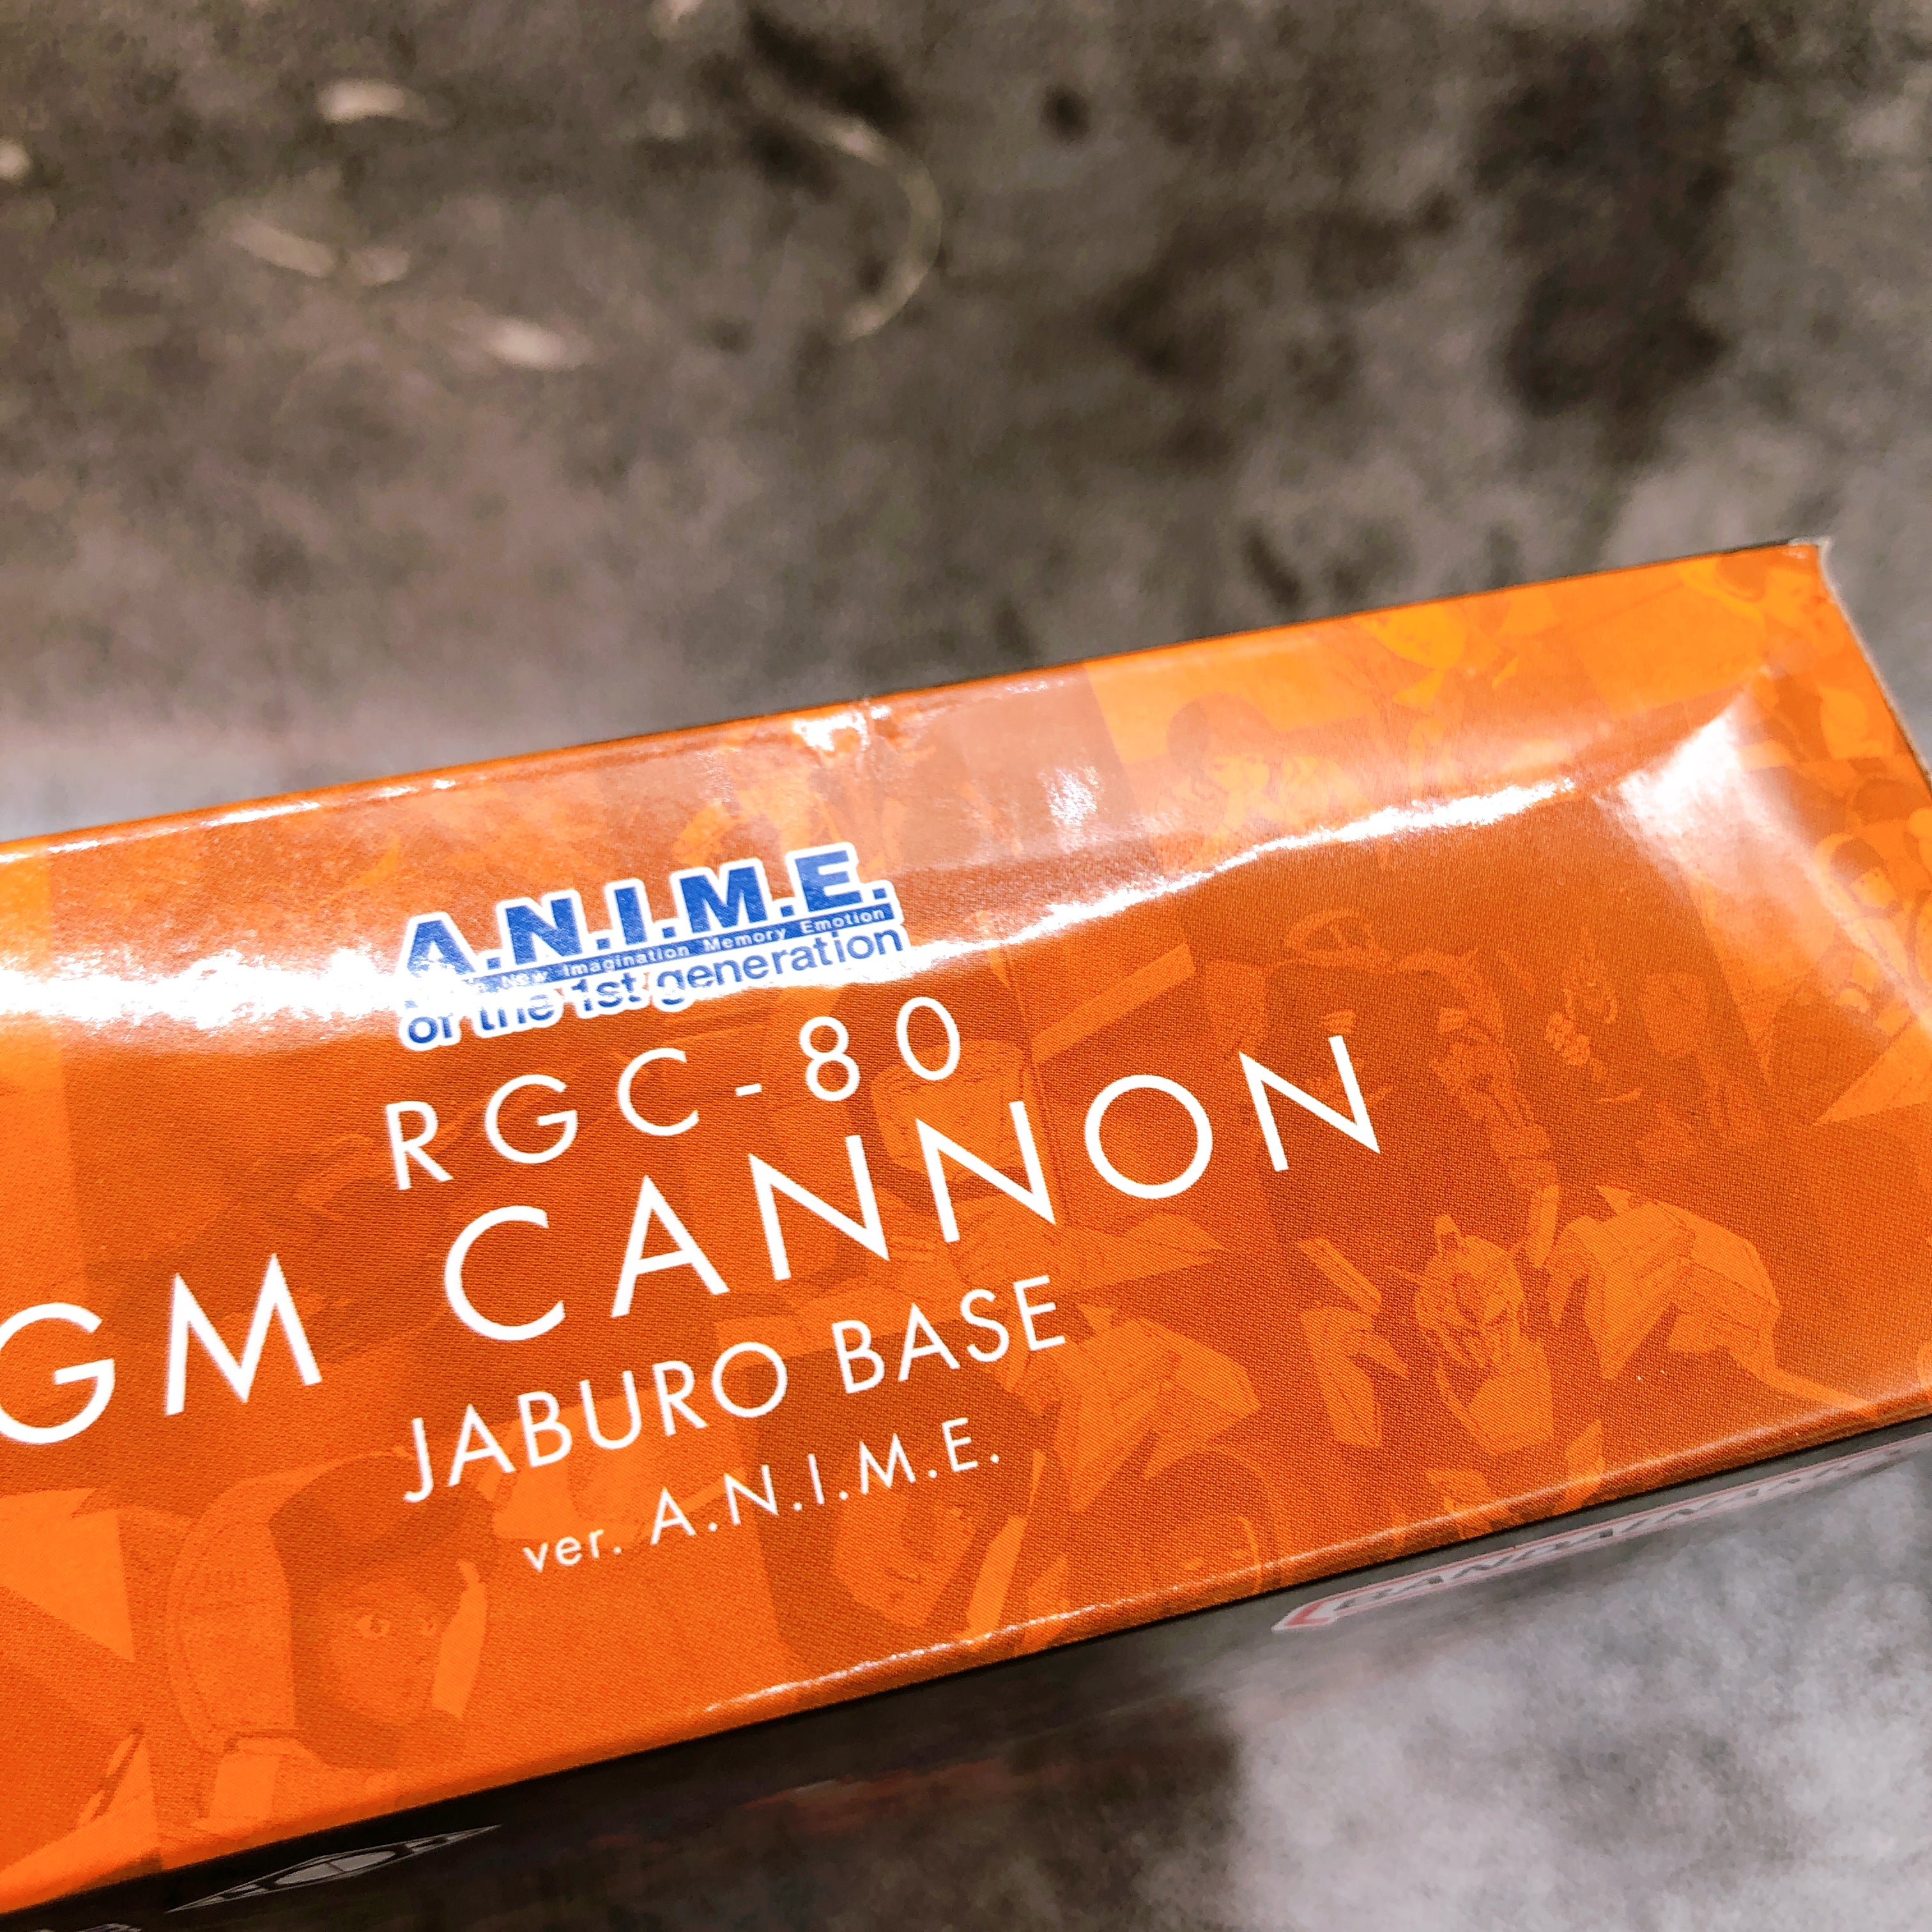 A.N.I.M.E.
New Imagination Memory Emotion
of the 1st generation
RGC-80
GM CANNON
JABURO BASE
ver. A.N.I.M.E.